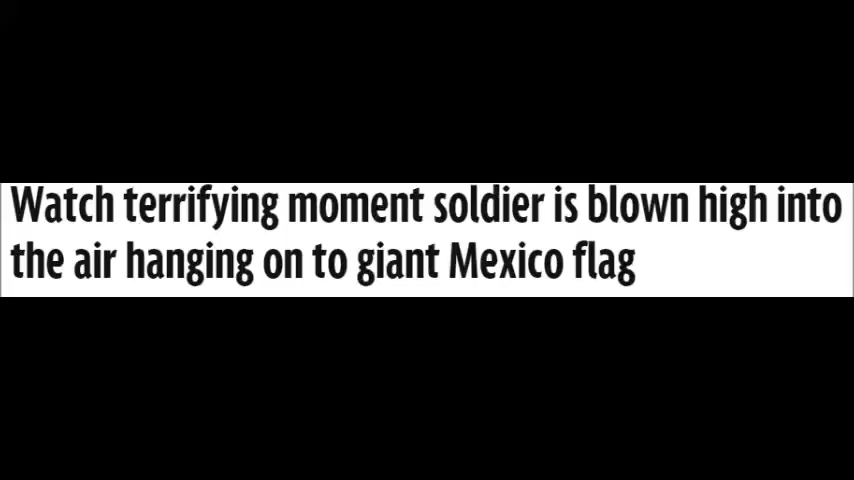 Watch terrifying moment soldier is blown high into
the air hanging on to giant Mexico flag